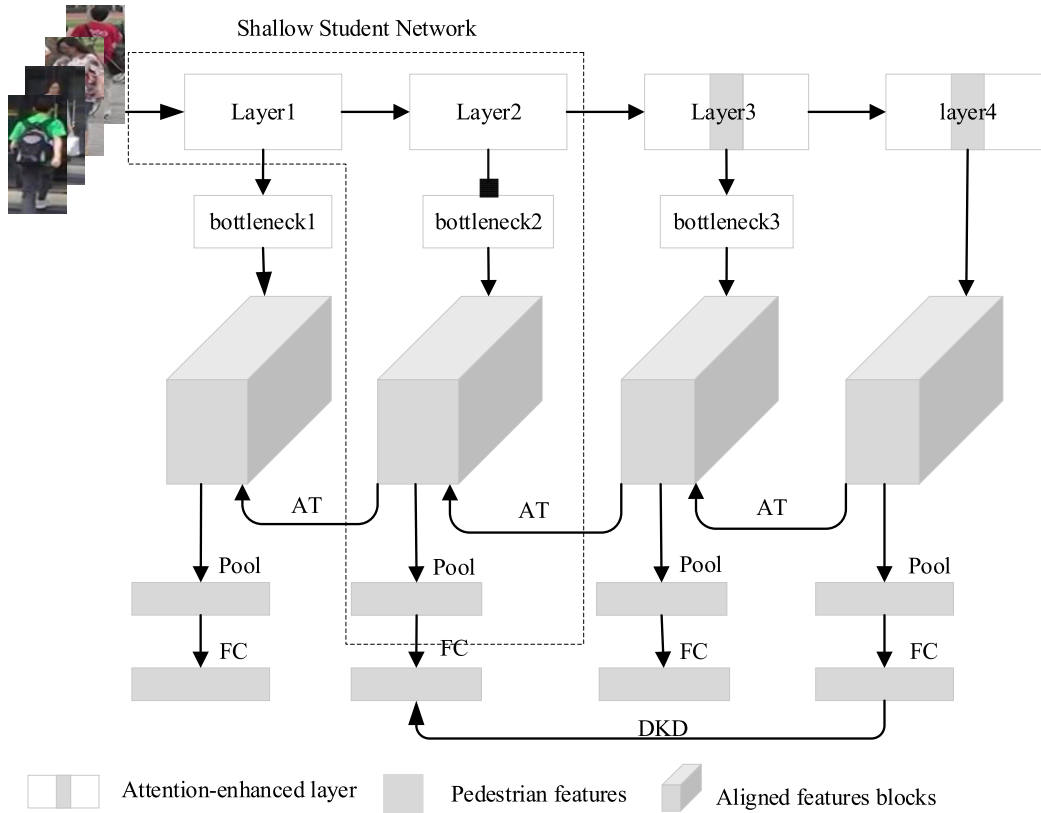 Shallow Student Network
Layer1
Layer2
Layer3
layer4
bottleneck1
bottleneck2
bottleneck3
AT
AT
AT
Pool
Pool
Pool
Pool
FC
FC
FC
FC
DKD
Attention-enhanced layer
Pedestrian features
Aligned features blocks